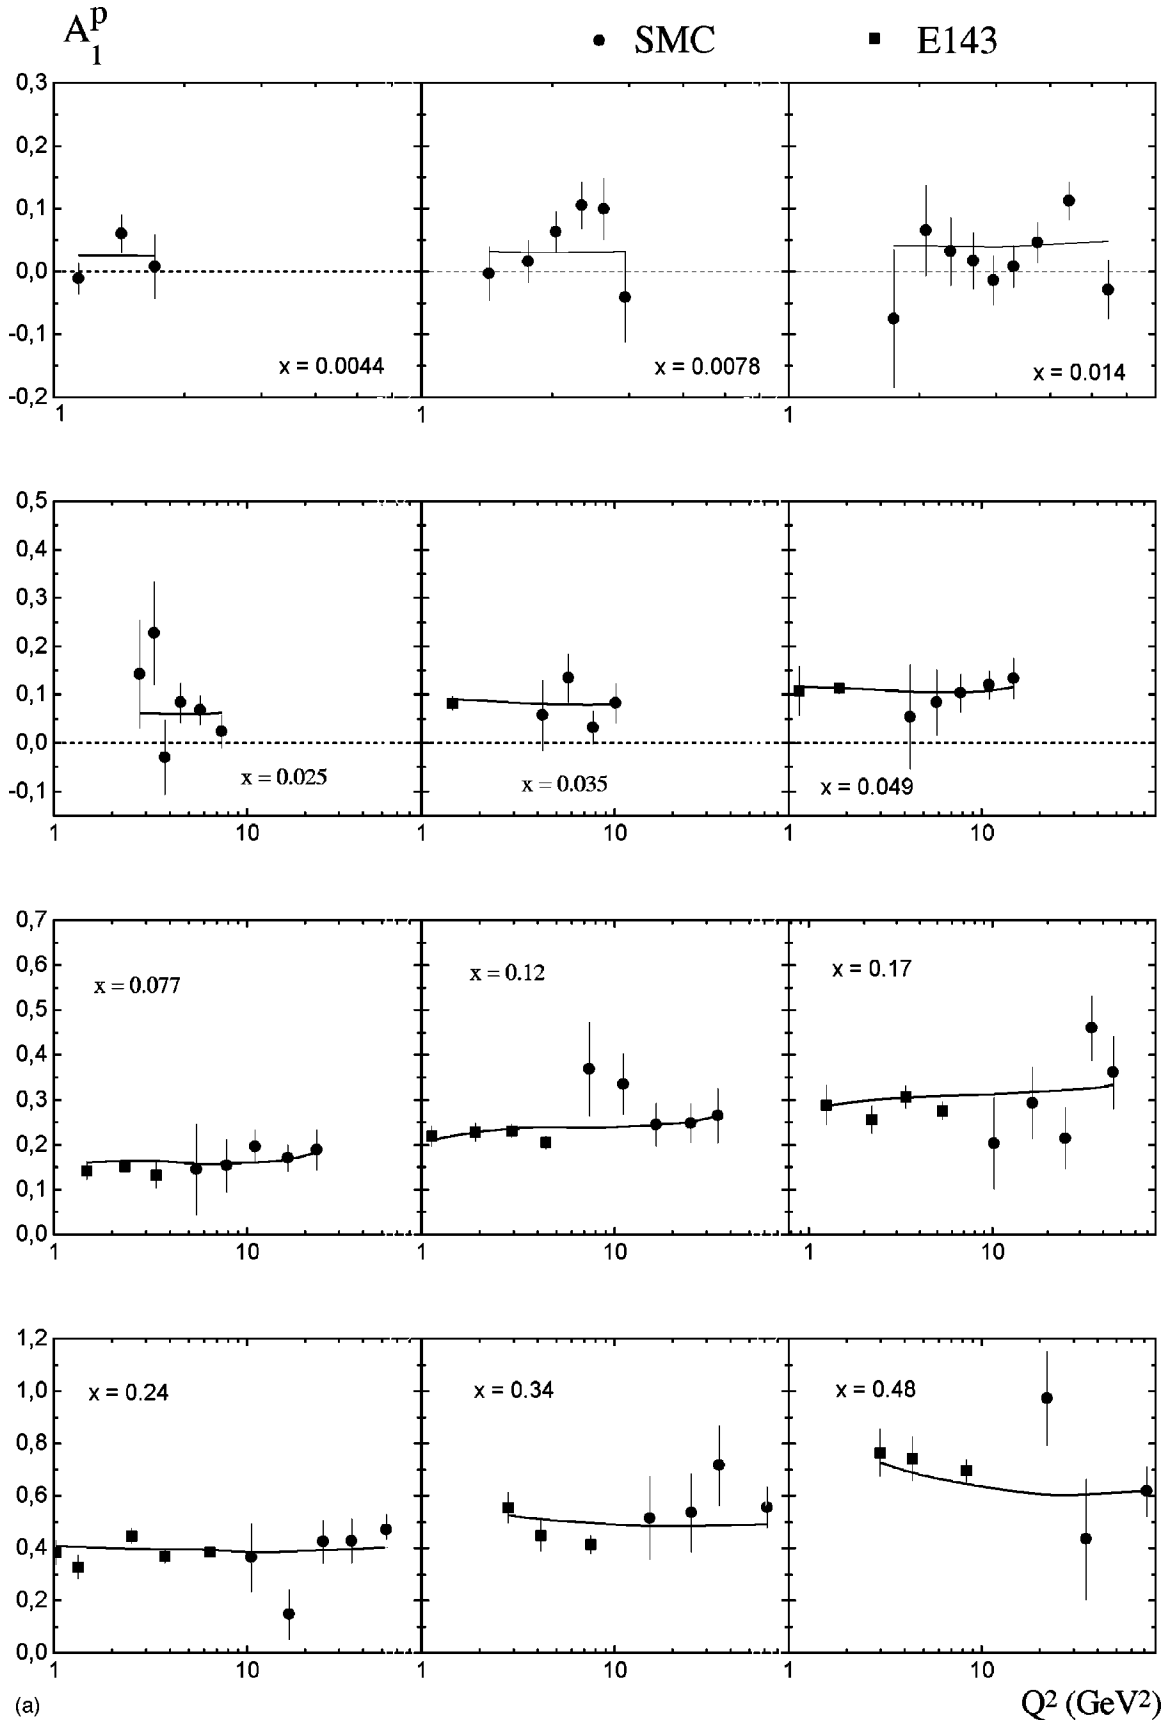 A₁ᵖ ● SMC ■ E143
0,3
0,2
0,1
0,0
-0,1
-0,2
x = 0.0044 x = 0.0078 x = 0.014
1 1 1
0,5
0,4
0,3
0,2
0,1
0,0
-0,1
x = 0.025 x = 0.035 x = 0.049
1 10 1 10 1 10
0,7
0,6
0,5
0,4
0,3
0,2
0,1
0,0
x = 0.077 x = 0.12 x = 0.17
1 10 1 10 1 10
1,2
1,0
0,8
0,6
0,4
0,2
0,0
x = 0.24 x = 0.34 x = 0.48
1 10 1 10 1 10
(a) Q² (GeV²)